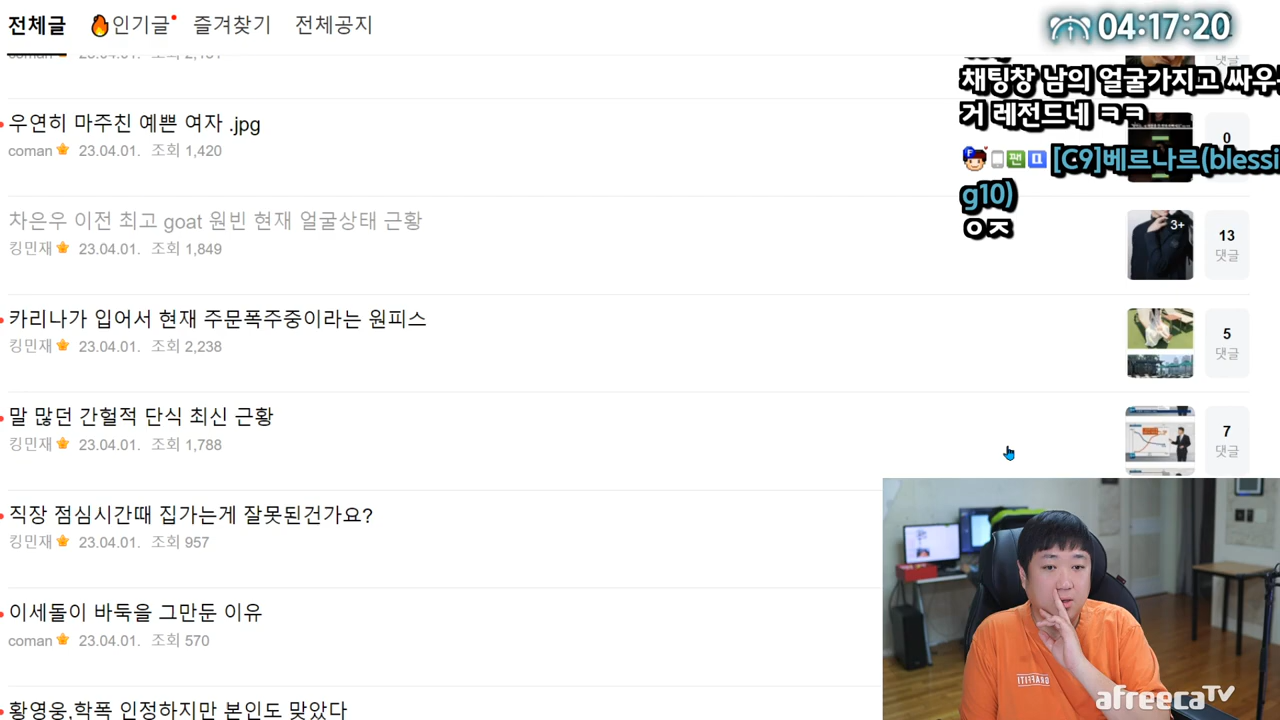 전체글 인기글 즐겨찾기 전체공지
04:17:20
댓글
채팅창 남의 얼굴가지고 싸우는
거 레전드네 ㅋㅋ
우연히 마주친 예쁜 여자 .jpg
coman 23.04.01. 조회 1,420
0
팬
[C9]베르나르(blessi
g10)
ㅇㅈ
차은우 이전 최고 goat 원빈 현재 얼굴상태 근황
킹민재 23.04.01. 조회 1,849
3+
13
댓글
카리나가 입어서 현재 주문폭주중이라는 원피스
킹민재 23.04.01. 조회 2,238
5
댓글
말 많던 간헐적 단식 최신 근황
킹민재 23.04.01. 조회 1,788
7
댓글
직장 점심시간때 집가는게 잘못된건가요?
킹민재 23.04.01. 조회 957
이세돌이 바둑을 그만둔 이유
coman 23.04.01. 조회 570
황영웅,학폭 인정하지만 본인도 맞았다
GRAFFITI
afreecaTV